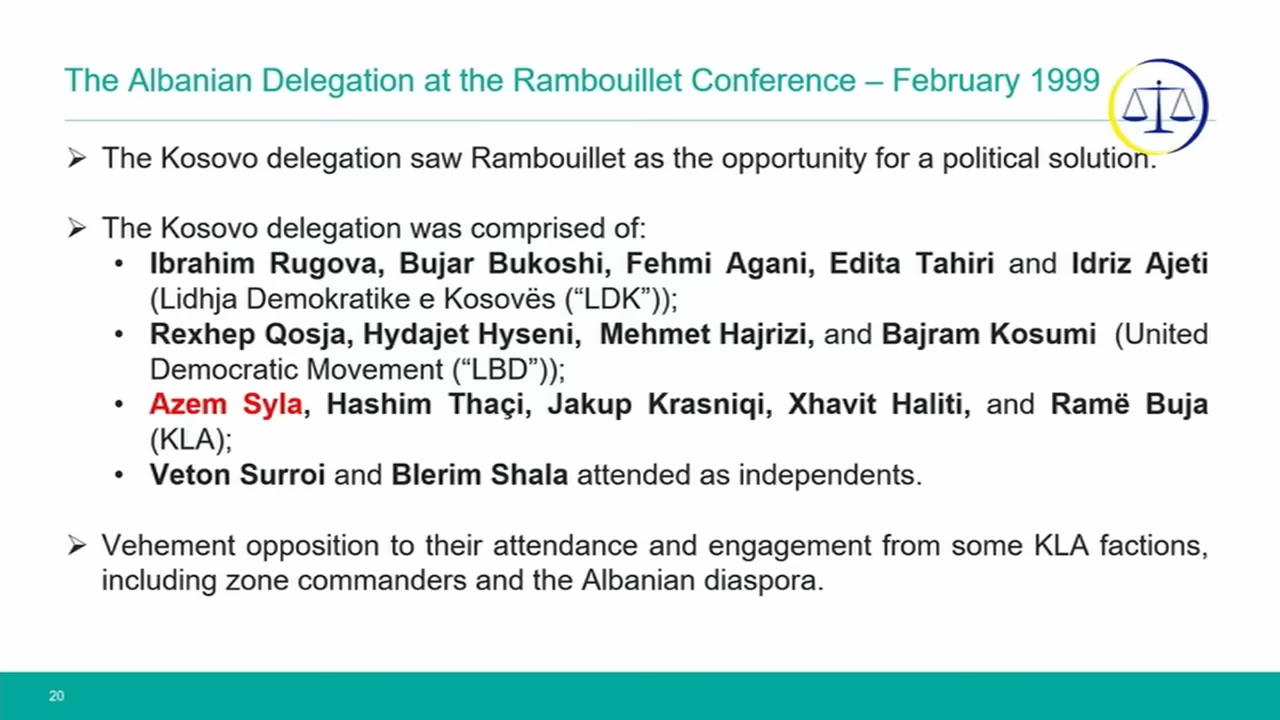 The Albanian Delegation at the Rambouillet Conference – February 1999
➢ The Kosovo delegation saw Rambouillet as the opportunity for a political solution.
➢ The Kosovo delegation was comprised of:
• Ibrahim Rugova, Bujar Bukoshi, Fehmi Agani, Edita Tahiri and Idriz Ajeti
(Lidhja Demokratike e Kosovës (“LDK”));
• Rexhep Qosja, Hydajet Hyseni, Mehmet Hajrizi, and Bajram Kosumi (United
Democratic Movement (“LBD”));
• Azem Syla, Hashim Thaçi, Jakup Krasniqi, Xhavit Haliti, and Ramë Buja
(KLA);
• Veton Surroi and Blerim Shala attended as independents.
➢ Vehement opposition to their attendance and engagement from some KLA factions,
including zone commanders and the Albanian diaspora.
20